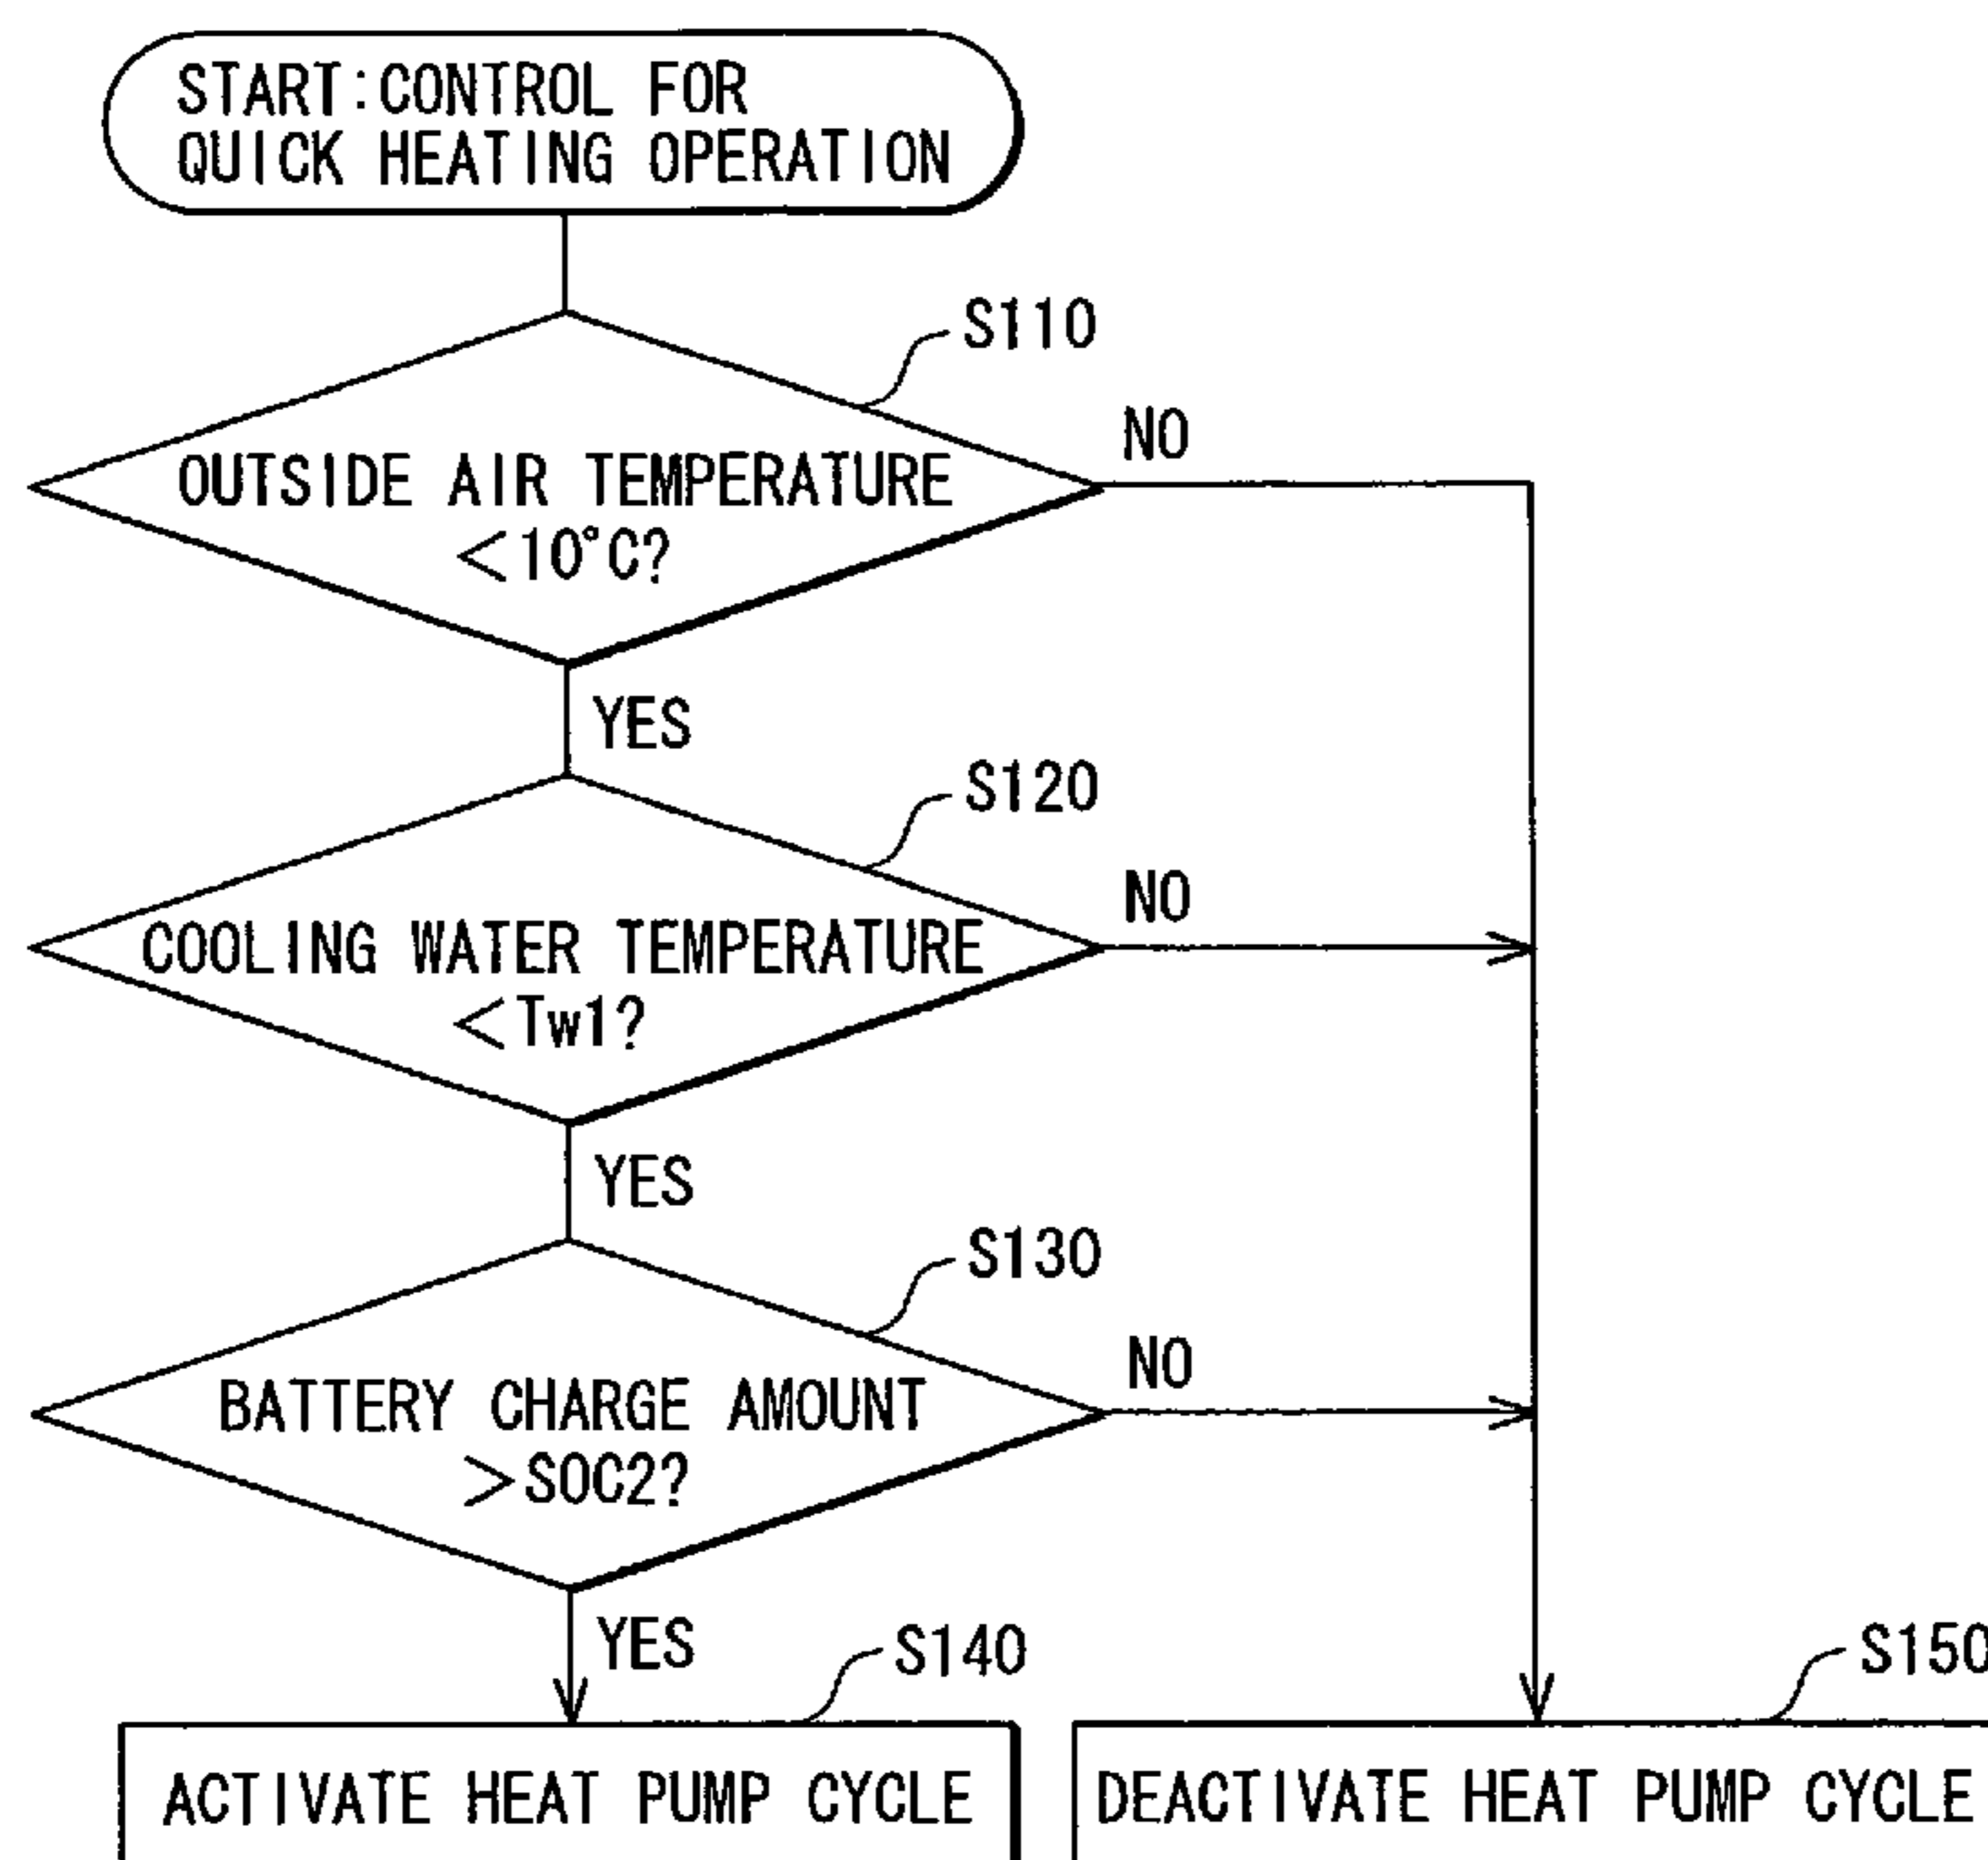 START:CONTROL FOR
QUICK HEATING OPERATION
S110
NO
OUTSIDE AIR TEMPERATURE
<10°C?
YES
S120
NO
COOLING WATER TEMPERATURE
<Tw1?
YES
S130
NO
BATTERY CHARGE AMOUNT
>SOC2?
YES
S140
S150
ACTIVATE HEAT PUMP CYCLE
DEACTIVATE HEAT PUMP CYCLE